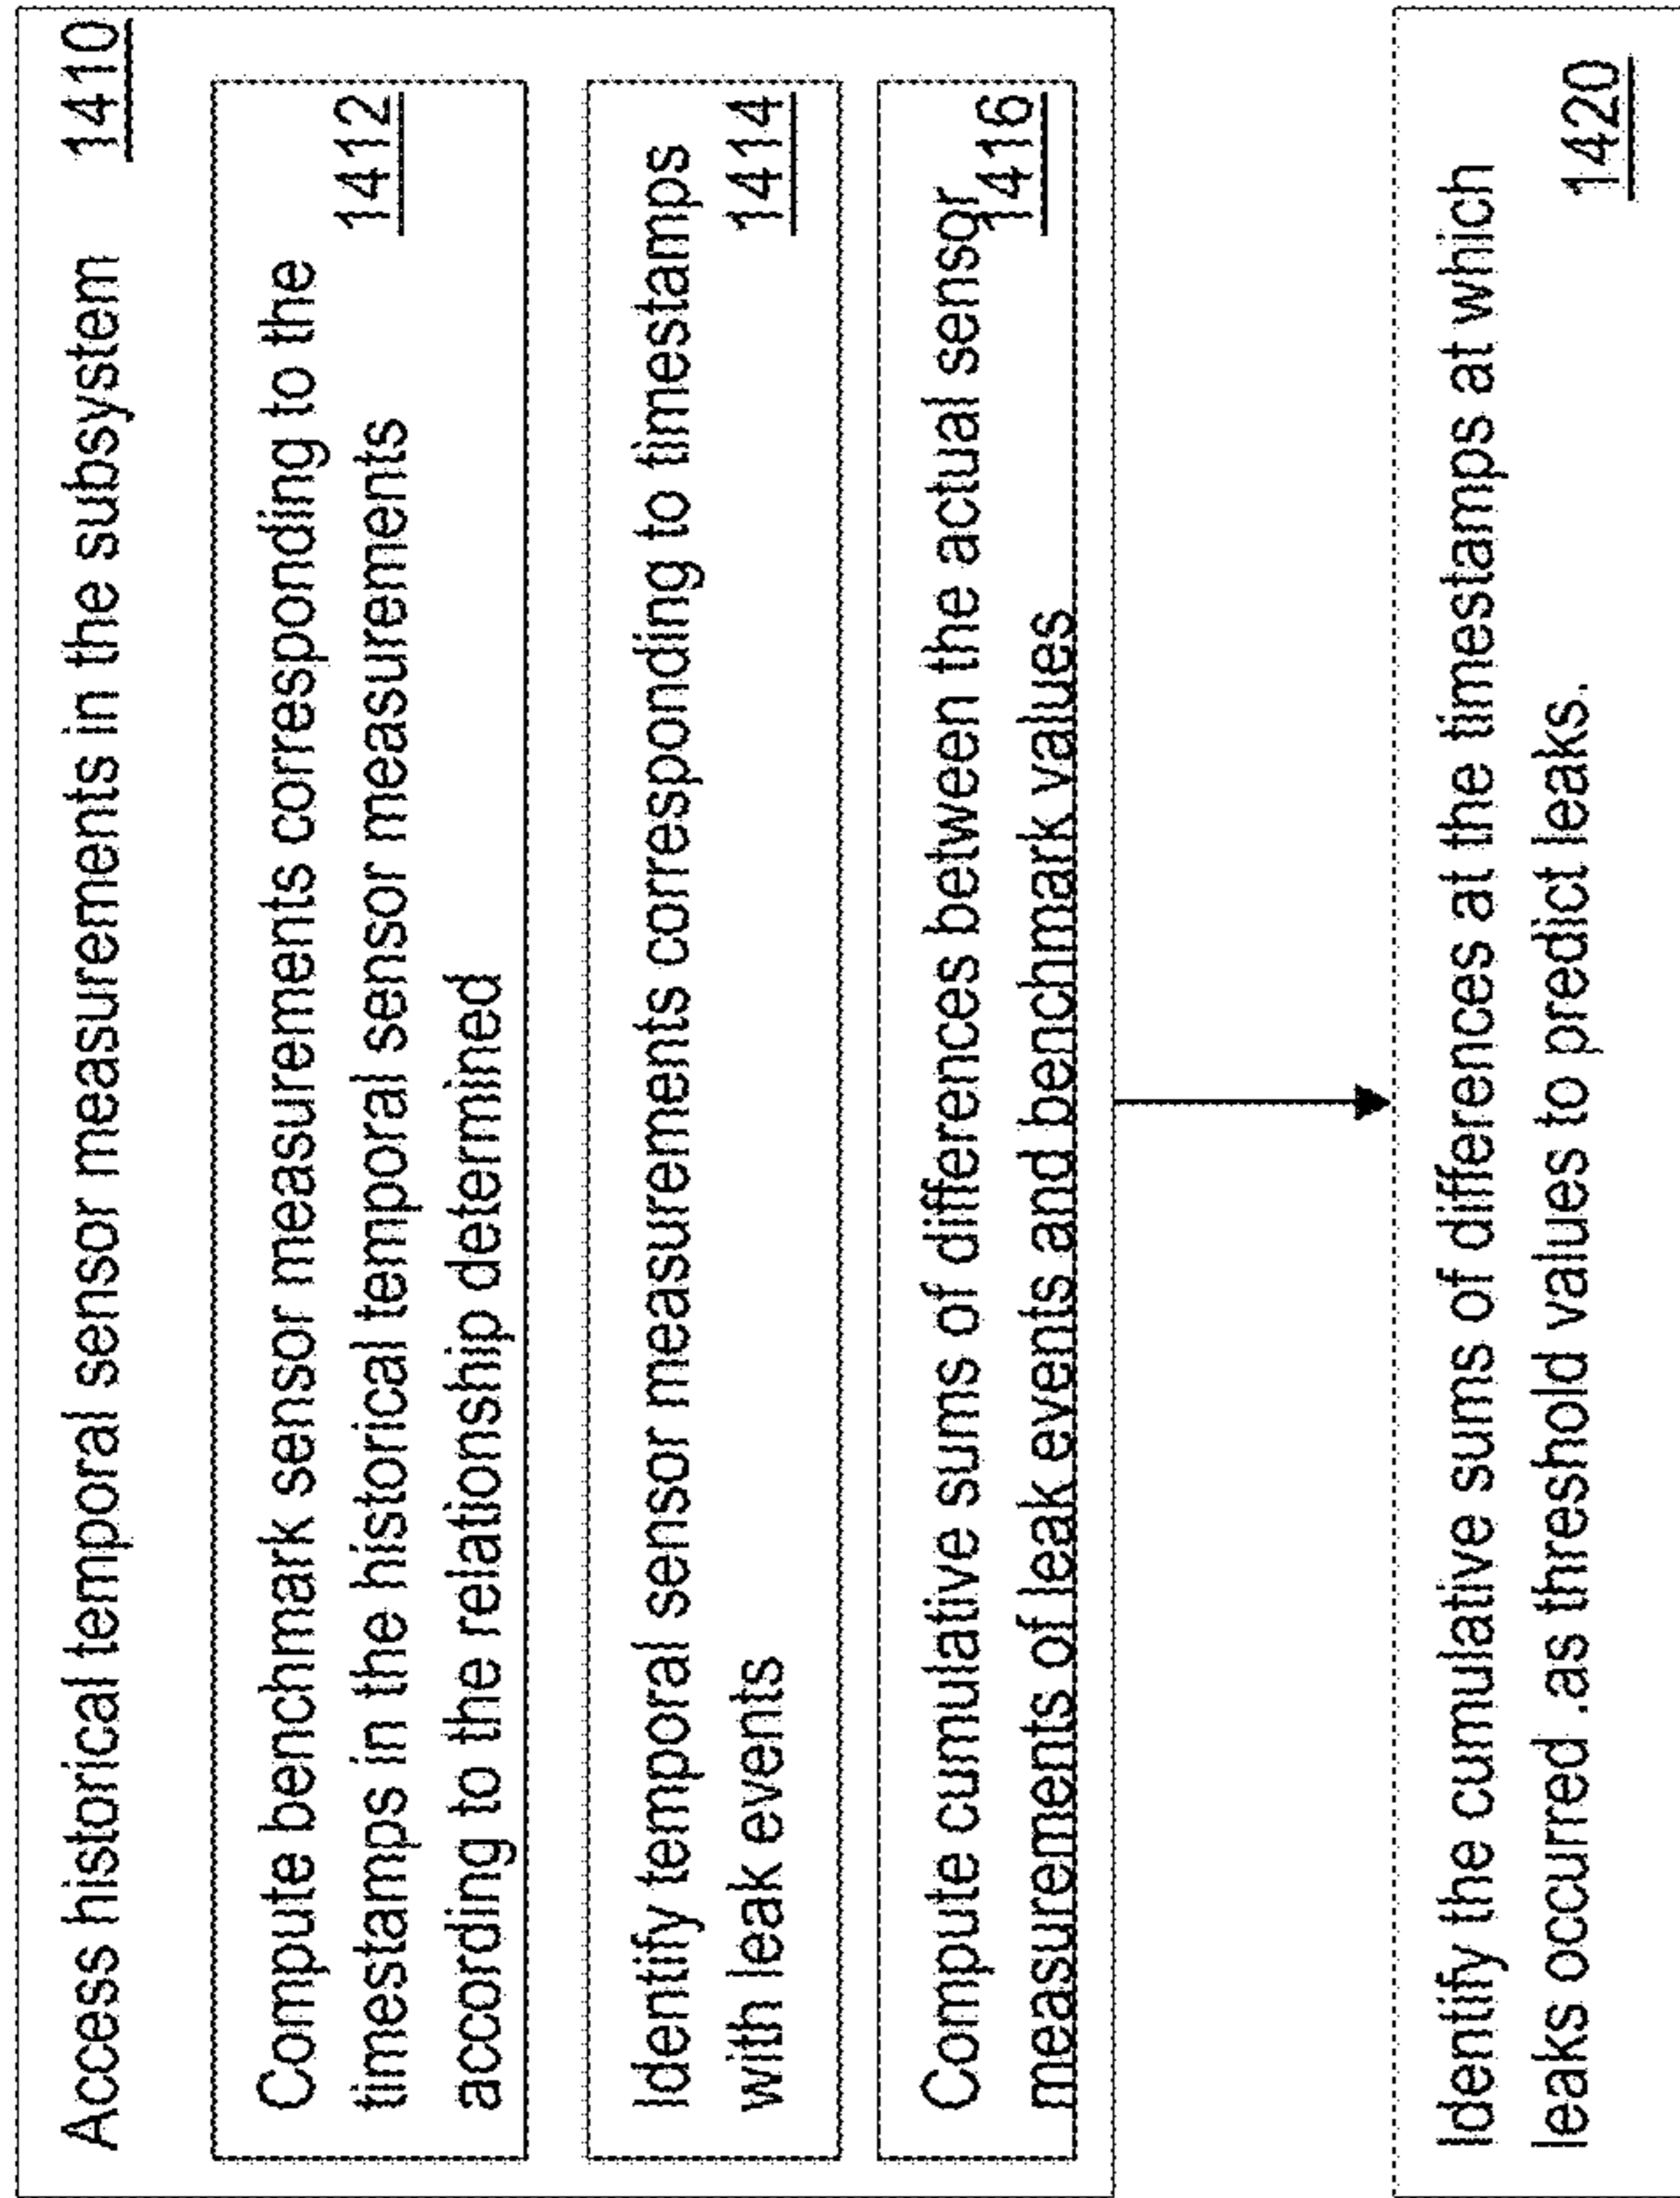 Access historical temporal sensor measurements in the subsystem 1410
Compute benchmark sensor measurements corresponding to the
timestamps in the historical temporal sensor measurements 1412
according to the relationship determined
Identify temporal sensor measurements corresponding to timestamps
with leak events 1414
Compute cumulative sums of differences between the actual sensor
measurements of leak events and benchmark values 1416
Identify the cumulative sums of differences at the timestamps at which
leaks occurred .as threshold values to predict leaks. 1420